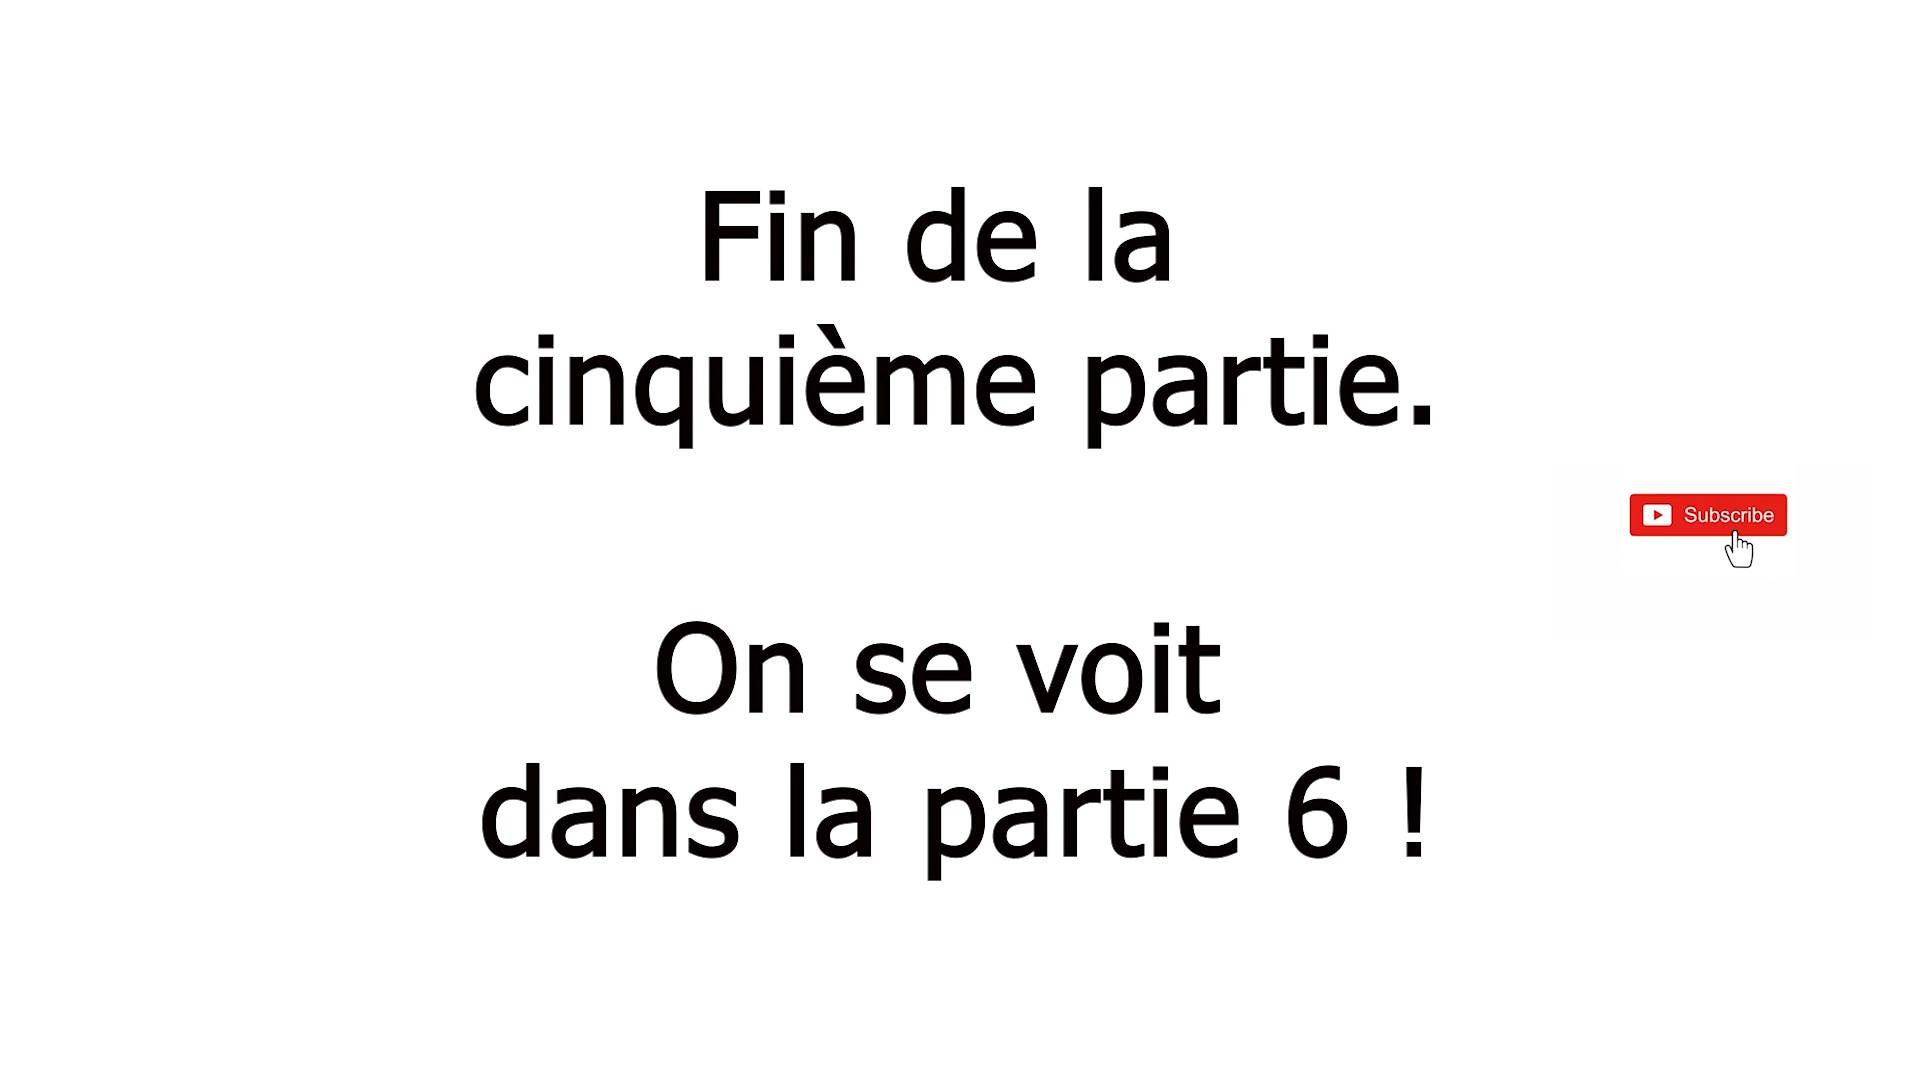 Fin de la
cinquième partie.
Subscribe
On se voit
dans la partie 6 !